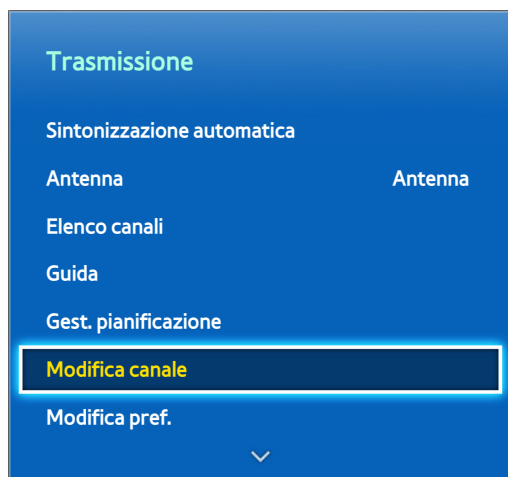 Trasmissione
Sintonizzazione automatica
Antenna Antenna
Elenco canali
Guida
Gest. pianificazione
Modifica canale
Modifica pref.